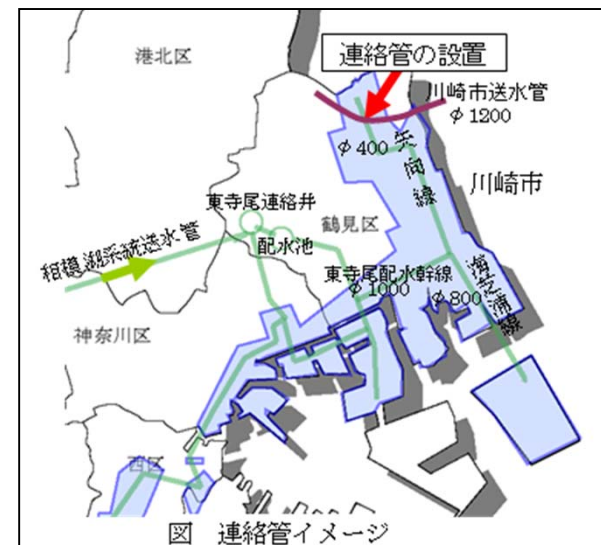 連絡管の設置
港北区
川崎市送水管
φ1200
φ400
矢向線
川崎市
東寺尾連絡井
鶴見区
配水池
相模湖系統送水管
東寺尾配水幹線
φ1000
φ800
海芝浦線
神奈川区
西区
図 連絡管イメージ